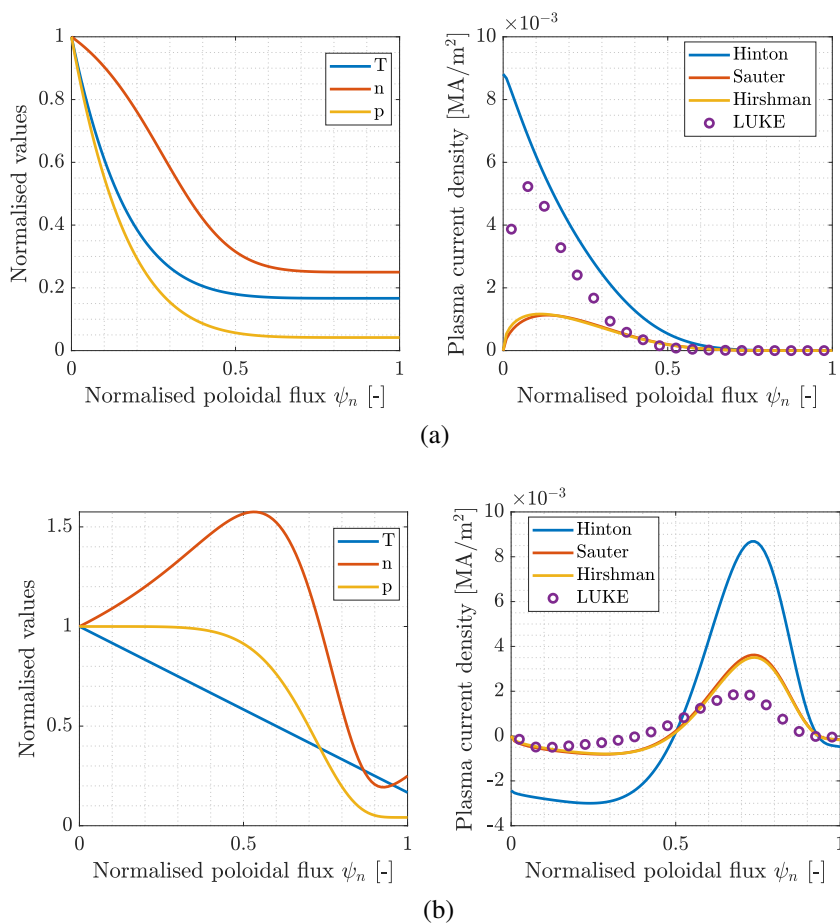 ×10⁻³
1
0.8
0.6
0.4
0.2
0
0
0.5
1
Normalised values
Normalised poloidal flux ψₙ [-]
T
n
p
10
8
6
4
2
0
0
0.5
1
Plasma current density [MA/m²]
Normalised poloidal flux ψₙ [-]
Hinton
Sauter
Hirshman
LUKE
(a)
×10⁻³
1.5
1
0.5
0
0
0.5
1
Normalised values
Normalised poloidal flux ψₙ [-]
T
n
p
10
8
6
4
2
0
-2
-4
0
0.5
1
Plasma current density [MA/m²]
Normalised poloidal flux ψₙ [-]
Hinton
Sauter
Hirshman
LUKE
(b)